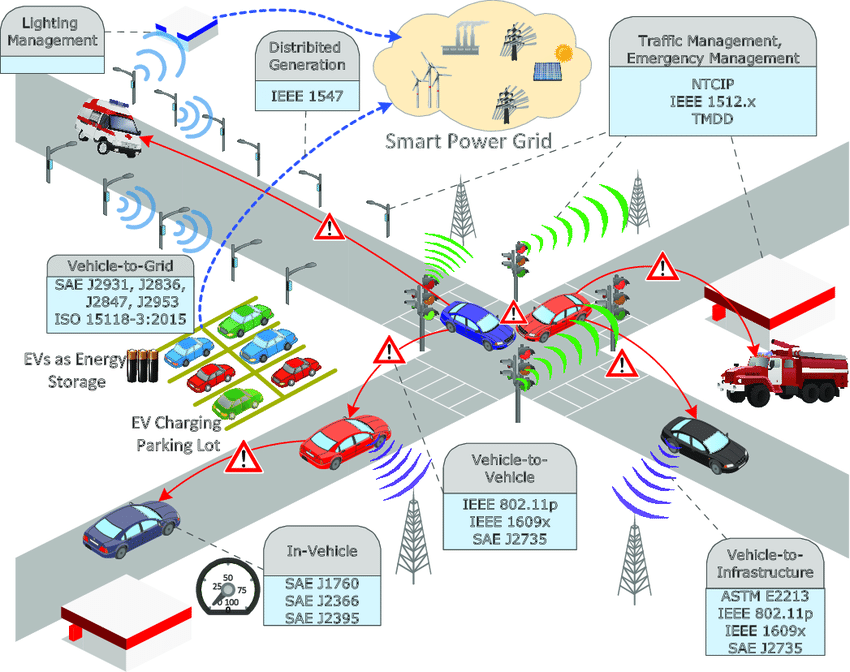 Lighting
Management
Distribited
Generation
IEEE 1547
Smart Power Grid
Traffic Management,
Emergency Management
NTCIP
IEEE 1512.x
TMDD
Vehicle-to-Grid
SAE J2931, J2836,
J2847, J2953
ISO 15118-3:2015
EVs as Energy
Storage
EV Charging
Parking Lot
Vehicle-to-
Vehicle
IEEE 802.11p
IEEE 1609x
SAE J2735
In-Vehicle
SAE J1760
SAE J2366
SAE J2395
0 25 50 75 100
Vehicle-to-
Infrastructure
ASTM E2213
IEEE 802.11p
IEEE 1609x
SAE J2735